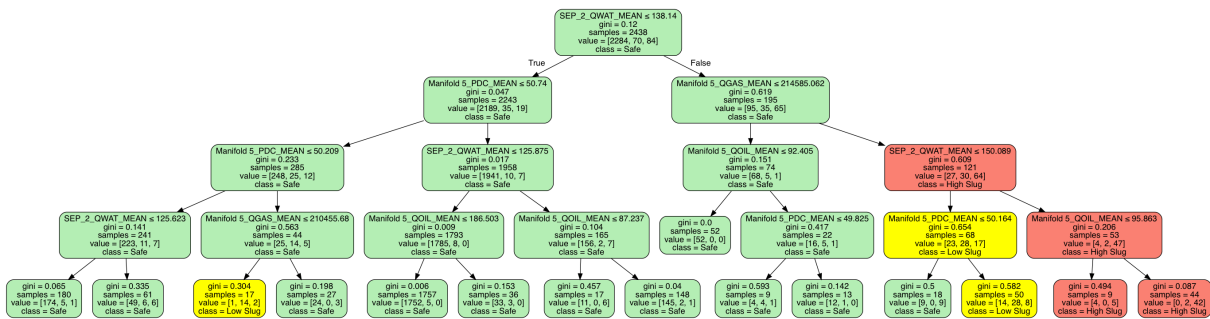 SEP_2_QWAT_MEAN ≤ 138.14
gini = 0.12
samples = 2438
value = [2284, 70, 84]
class = Safe
True
False
Manifold 5_PDC_MEAN ≤ 50.74
gini = 0.047
samples = 2243
value = [2189, 35, 19]
class = Safe
Manifold 5_QGAS_MEAN ≤ 214585.062
gini = 0.619
samples = 195
value = [95, 35, 65]
class = Safe
Manifold 5_PDC_MEAN ≤ 50.209
gini = 0.233
samples = 285
value = [248, 25, 12]
class = Safe
SEP_2_QWAT_MEAN ≤ 125.875
gini = 0.017
samples = 1958
value = [1941, 10, 7]
class = Safe
Manifold 5_QOIL_MEAN ≤ 92.405
gini = 0.151
samples = 74
value = [68, 5, 1]
class = Safe
SEP_2_QWAT_MEAN ≤ 150.089
gini = 0.609
samples = 121
value = [27, 30, 64]
class = High Slug
SEP_2_QWAT_MEAN ≤ 125.623
gini = 0.141
samples = 241
value = [223, 11, 7]
class = Safe
Manifold 5_QGAS_MEAN ≤ 210455.68
gini = 0.563
samples = 44
value = [25, 14, 5]
class = Safe
Manifold 5_QOIL_MEAN ≤ 186.503
gini = 0.009
samples = 1793
value = [1785, 8, 0]
class = Safe
Manifold 5_QOIL_MEAN ≤ 87.237
gini = 0.104
samples = 165
value = [156, 2, 7]
class = Safe
gini = 0.0
samples = 52
value = [52, 0, 0]
class = Safe
Manifold 5_PDC_MEAN ≤ 49.825
gini = 0.417
samples = 22
value = [16, 5, 1]
class = Safe
Manifold 5_PDC_MEAN ≤ 50.164
gini = 0.654
samples = 68
value = [23, 28, 17]
class = Low Slug
Manifold 5_QOIL_MEAN ≤ 95.863
gini = 0.206
samples = 53
value = [4, 2, 47]
class = High Slug
gini = 0.065
samples = 180
value = [174, 5, 1]
class = Safe
gini = 0.335
samples = 61
value = [49, 6, 6]
class = Safe
gini = 0.304
samples = 17
value = [1, 14, 2]
class = Low Slug
gini = 0.198
samples = 27
value = [24, 0, 3]
class = Safe
gini = 0.006
samples = 1757
value = [1752, 5, 0]
class = Safe
gini = 0.153
samples = 36
value = [33, 3, 0]
class = Safe
gini = 0.457
samples = 17
value = [11, 0, 6]
class = Safe
gini = 0.04
samples = 148
value = [145, 2, 1]
class = Safe
gini = 0.593
samples = 9
value = [4, 4, 1]
class = Safe
gini = 0.142
samples = 13
value = [12, 1, 0]
class = Safe
gini = 0.5
samples = 18
value = [9, 0, 9]
class = Safe
gini = 0.582
samples = 50
value = [14, 28, 8]
class = Low Slug
gini = 0.494
samples = 9
value = [4, 0, 5]
class = High Slug
gini = 0.087
samples = 44
value = [0, 2, 42]
class = High Slug